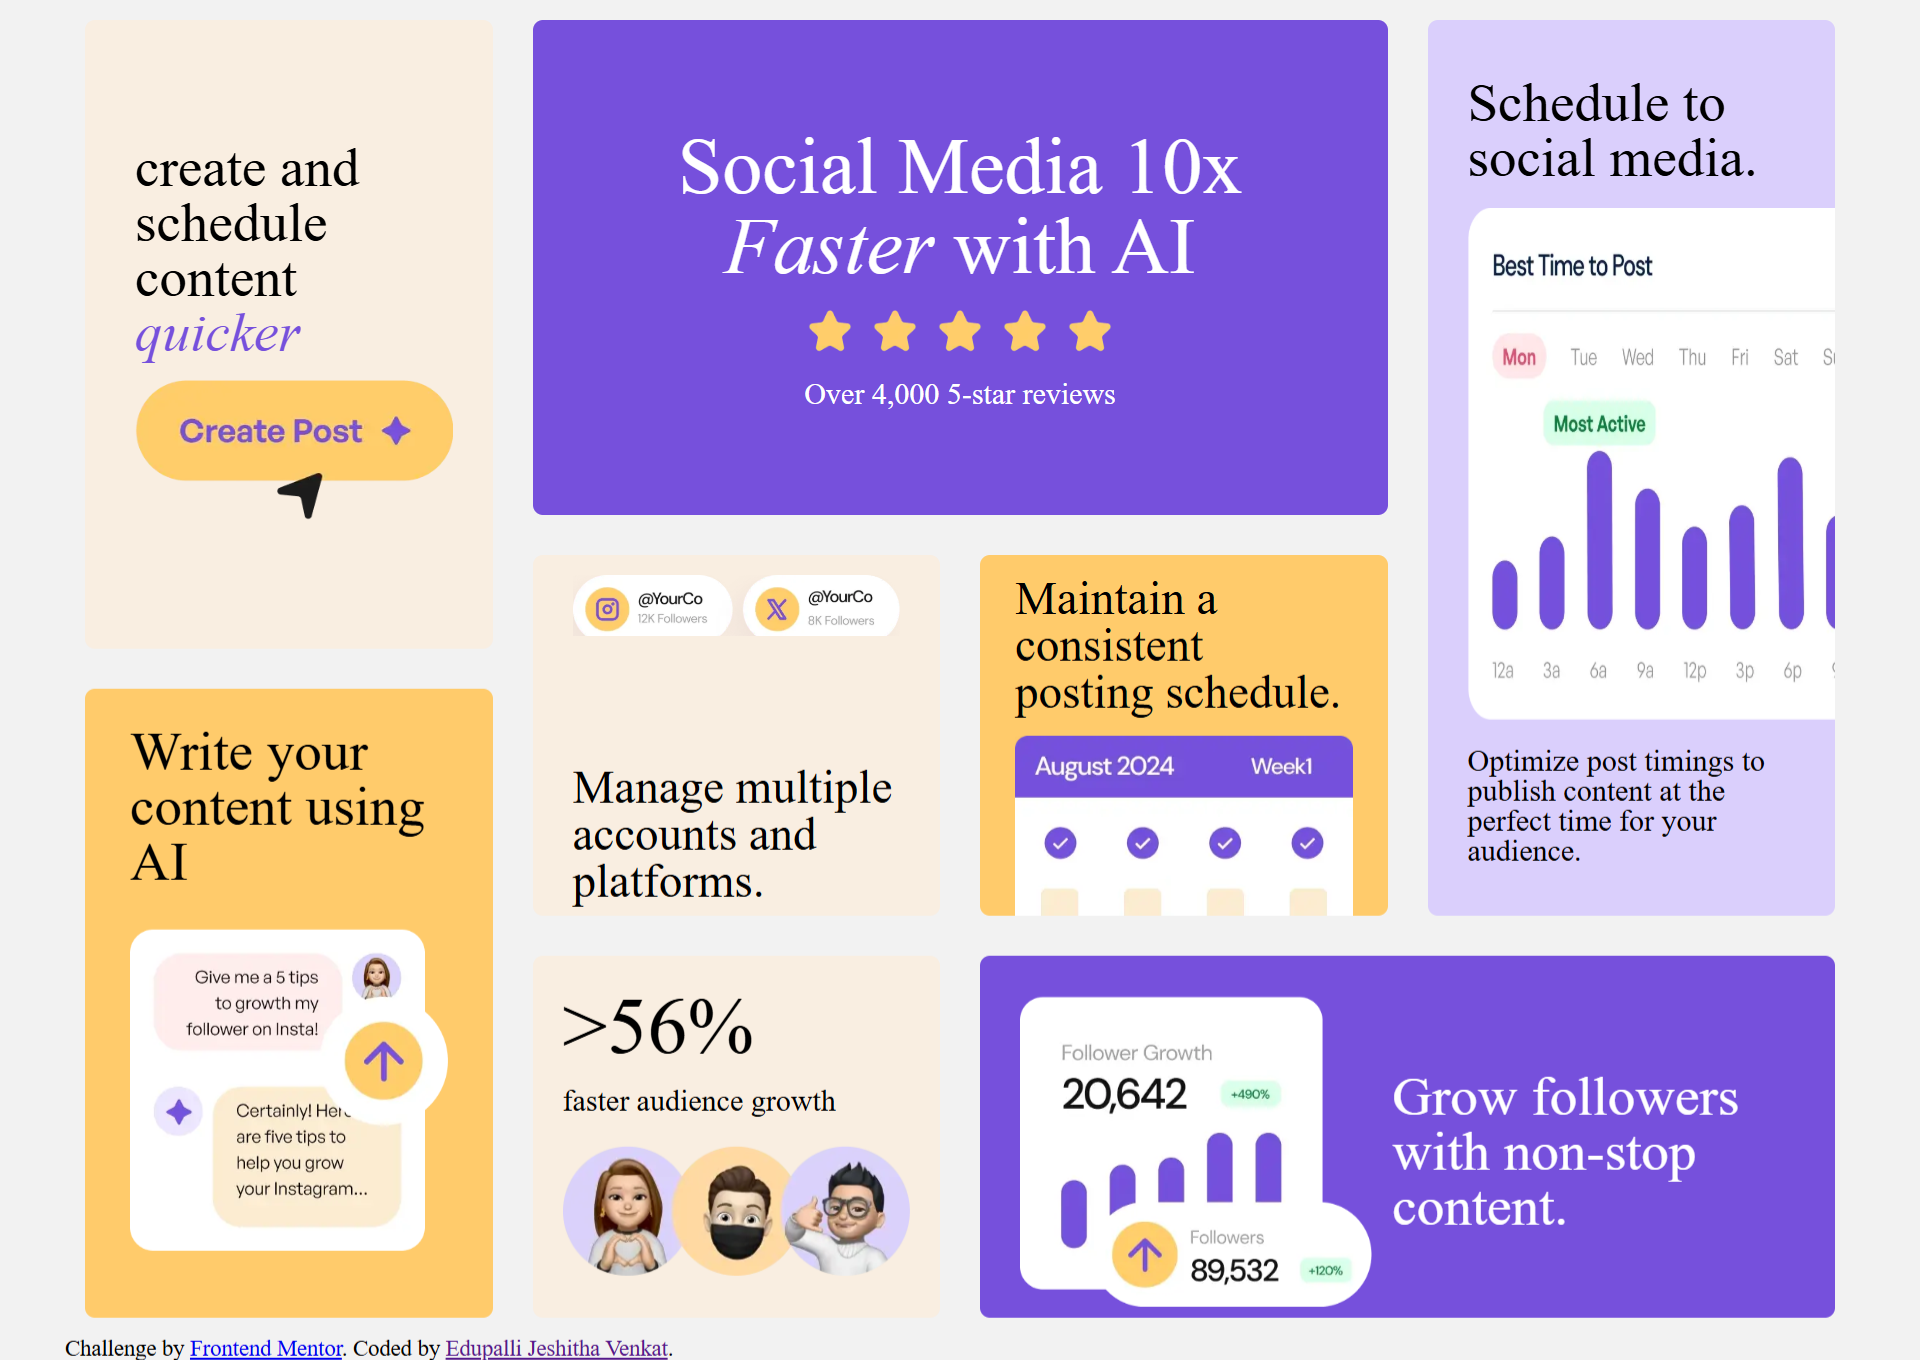 create and
schedule
content
quicker
Create Post
Social Media 10x
Faster with AI
Over 4,000 5-star reviews
Schedule to
social media.
Best Time to Post
Mon Tue Wed Thu Fri Sat
Most Active
12a 3a 6a 9a 12p 3p 6p
Optimize post timings to
publish content at the
perfect time for your
audience.
@YourCo
12K Followers
@YourCo
8K Followers
Manage multiple
accounts and
platforms.
Maintain a
consistent
posting schedule.
August 2024 Week1
Write your
content using
AI
Give me a 5 tips
to growth my
follower on Insta!
Certainly! Here
are five tips to
help you grow
your Instagram...
>56%
faster audience growth
Follower Growth
20,642 +490%
Followers
89,532 +120%
Grow followers
with non-stop
content.
Challenge by Frontend Mentor. Coded by Edupalli Jeshitha Venkat.